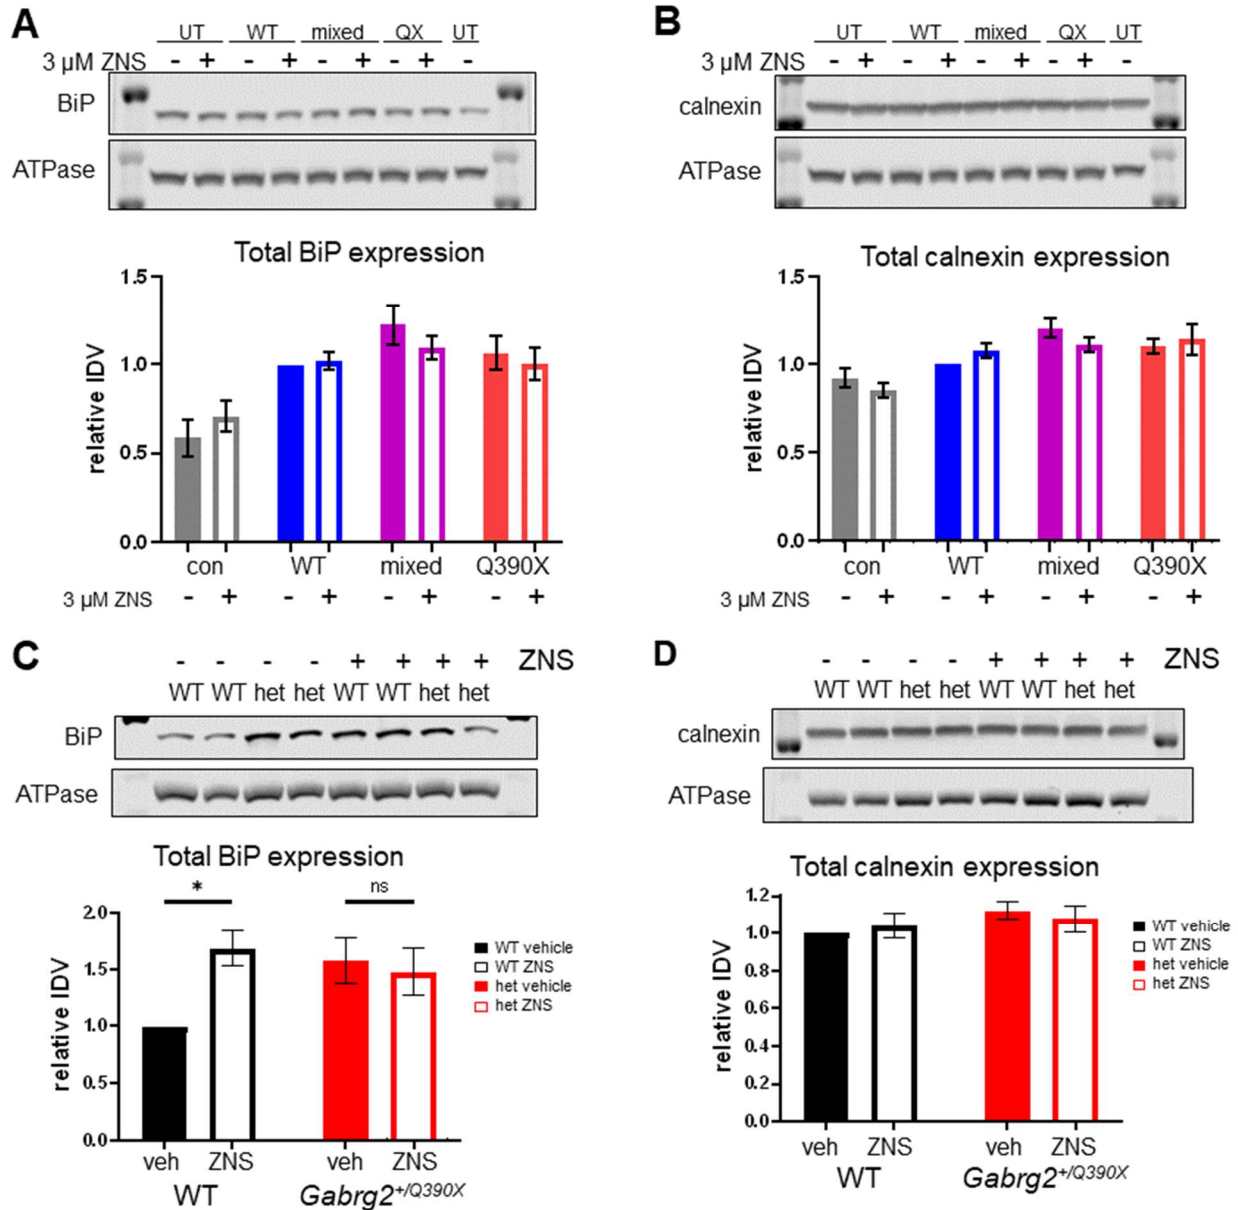 A
UT WT mixed QX UT
3 µM ZNS - + - + - + - + -
BiP
ATPase
Total BiP expression
relative IDV
1.5
1.0
0.5
0.0
con WT mixed Q390X
3 µM ZNS - + - + - + - +
B
UT WT mixed QX UT
3 µM ZNS - + - + - + - + -
calnexin
ATPase
Total calnexin expression
relative IDV
1.5
1.0
0.5
0.0
con WT mixed Q390X
3 µM ZNS - + - + - + - +
C
- - - - + + + + ZNS
WT WT het het WT WT het het
BiP
ATPase
Total BiP expression
* ns
relative IDV
2.0
1.5
1.0
0.5
0.0
WT vehicle
WT ZNS
het vehicle
het ZNS
veh ZNS veh ZNS
WT Gabrg2+/Q390X
D
- - - - + + + + ZNS
WT WT het het WT WT het het
calnexin
ATPase
Total calnexin expression
relative IDV
1.2
1.0
0.8
0.6
0.4
0.2
0.0
WT vehicle
WT ZNS
het vehicle
het ZNS
veh ZNS veh ZNS
WT Gabrg2+/Q390X